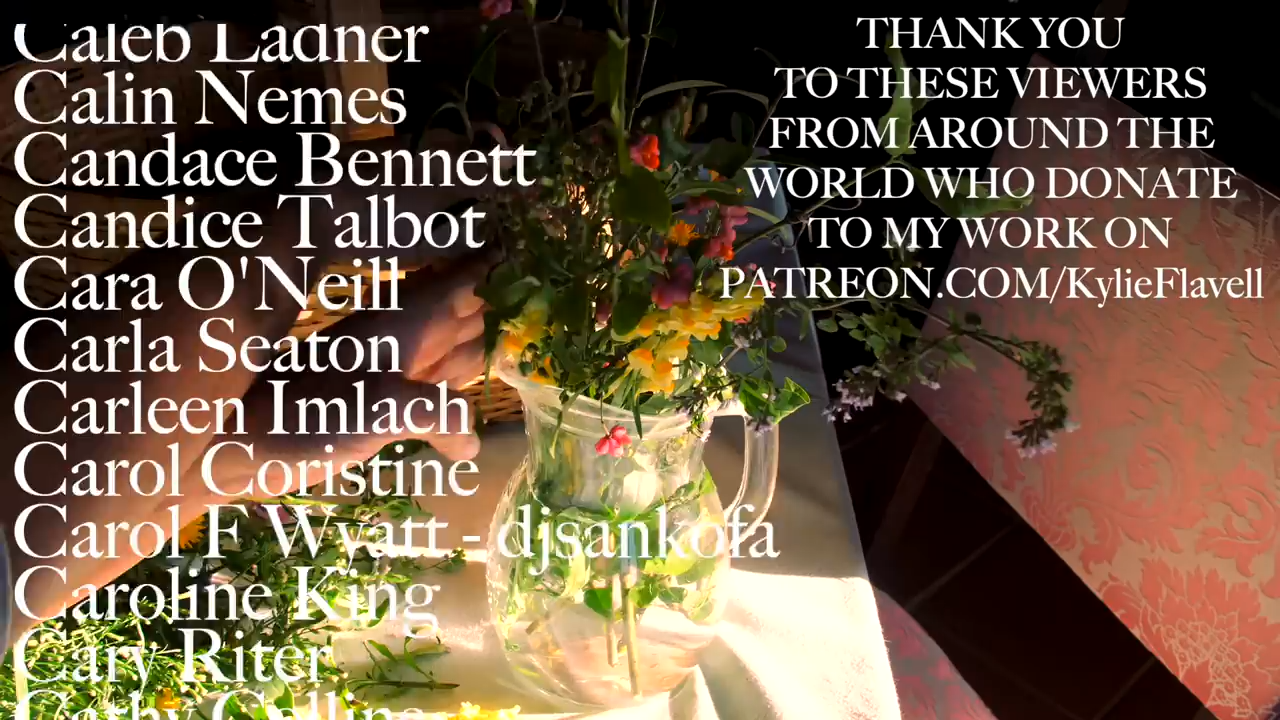 Caleb Ladner
Calin Nemes
Candace Bennett
Candice Talbot
Cara O'Neill
Carla Seaton
Carleen Imlach
Carol Coristine
Carol F Wyatt - djsankofa
Caroline King
Cary Riter
Cathy Collins
THANK YOU
TO THESE VIEWERS
FROM AROUND THE
WORLD WHO DONATE
TO MY WORK ON
PATREON.COM/KylieFlavell